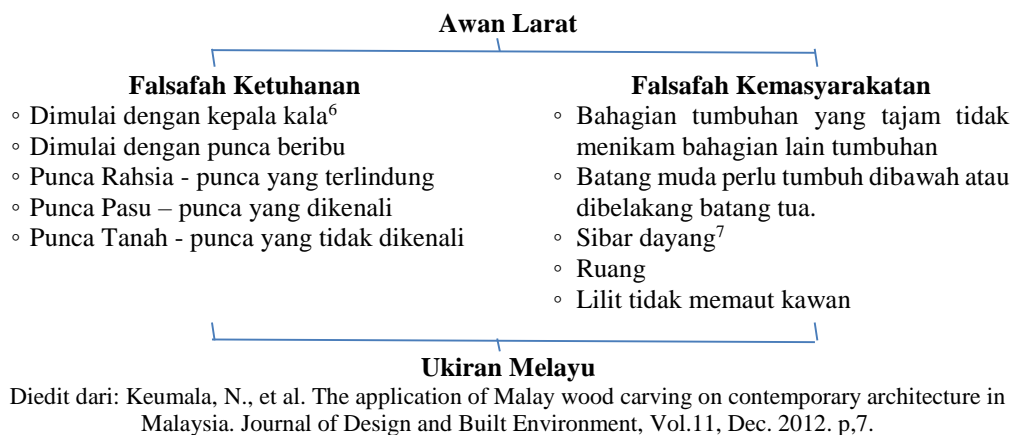 Awan Larat
Falsafah Ketuhanan
◦ Dimulai dengan kepala kala⁶
◦ Dimulai dengan punca beribu
◦ Punca Rahsia - punca yang terlindung
◦ Punca Pasu – punca yang dikenali
◦ Punca Tanah - punca yang tidak dikenali
Falsafah Kemasyarakatan
◦ Bahagian tumbuhan yang tajam tidak
menikam bahagian lain tumbuhan
◦ Batang muda perlu tumbuh dibawah atau
dibelakang batang tua.
◦ Sibar dayang⁷
◦ Ruang
◦ Lilit tidak memaut kawan
Ukiran Melayu
Diedit dari: Keumala, N., et al. The application of Malay wood carving on contemporary architecture in
Malaysia. Journal of Design and Built Environment, Vol.11, Dec. 2012. p,7.